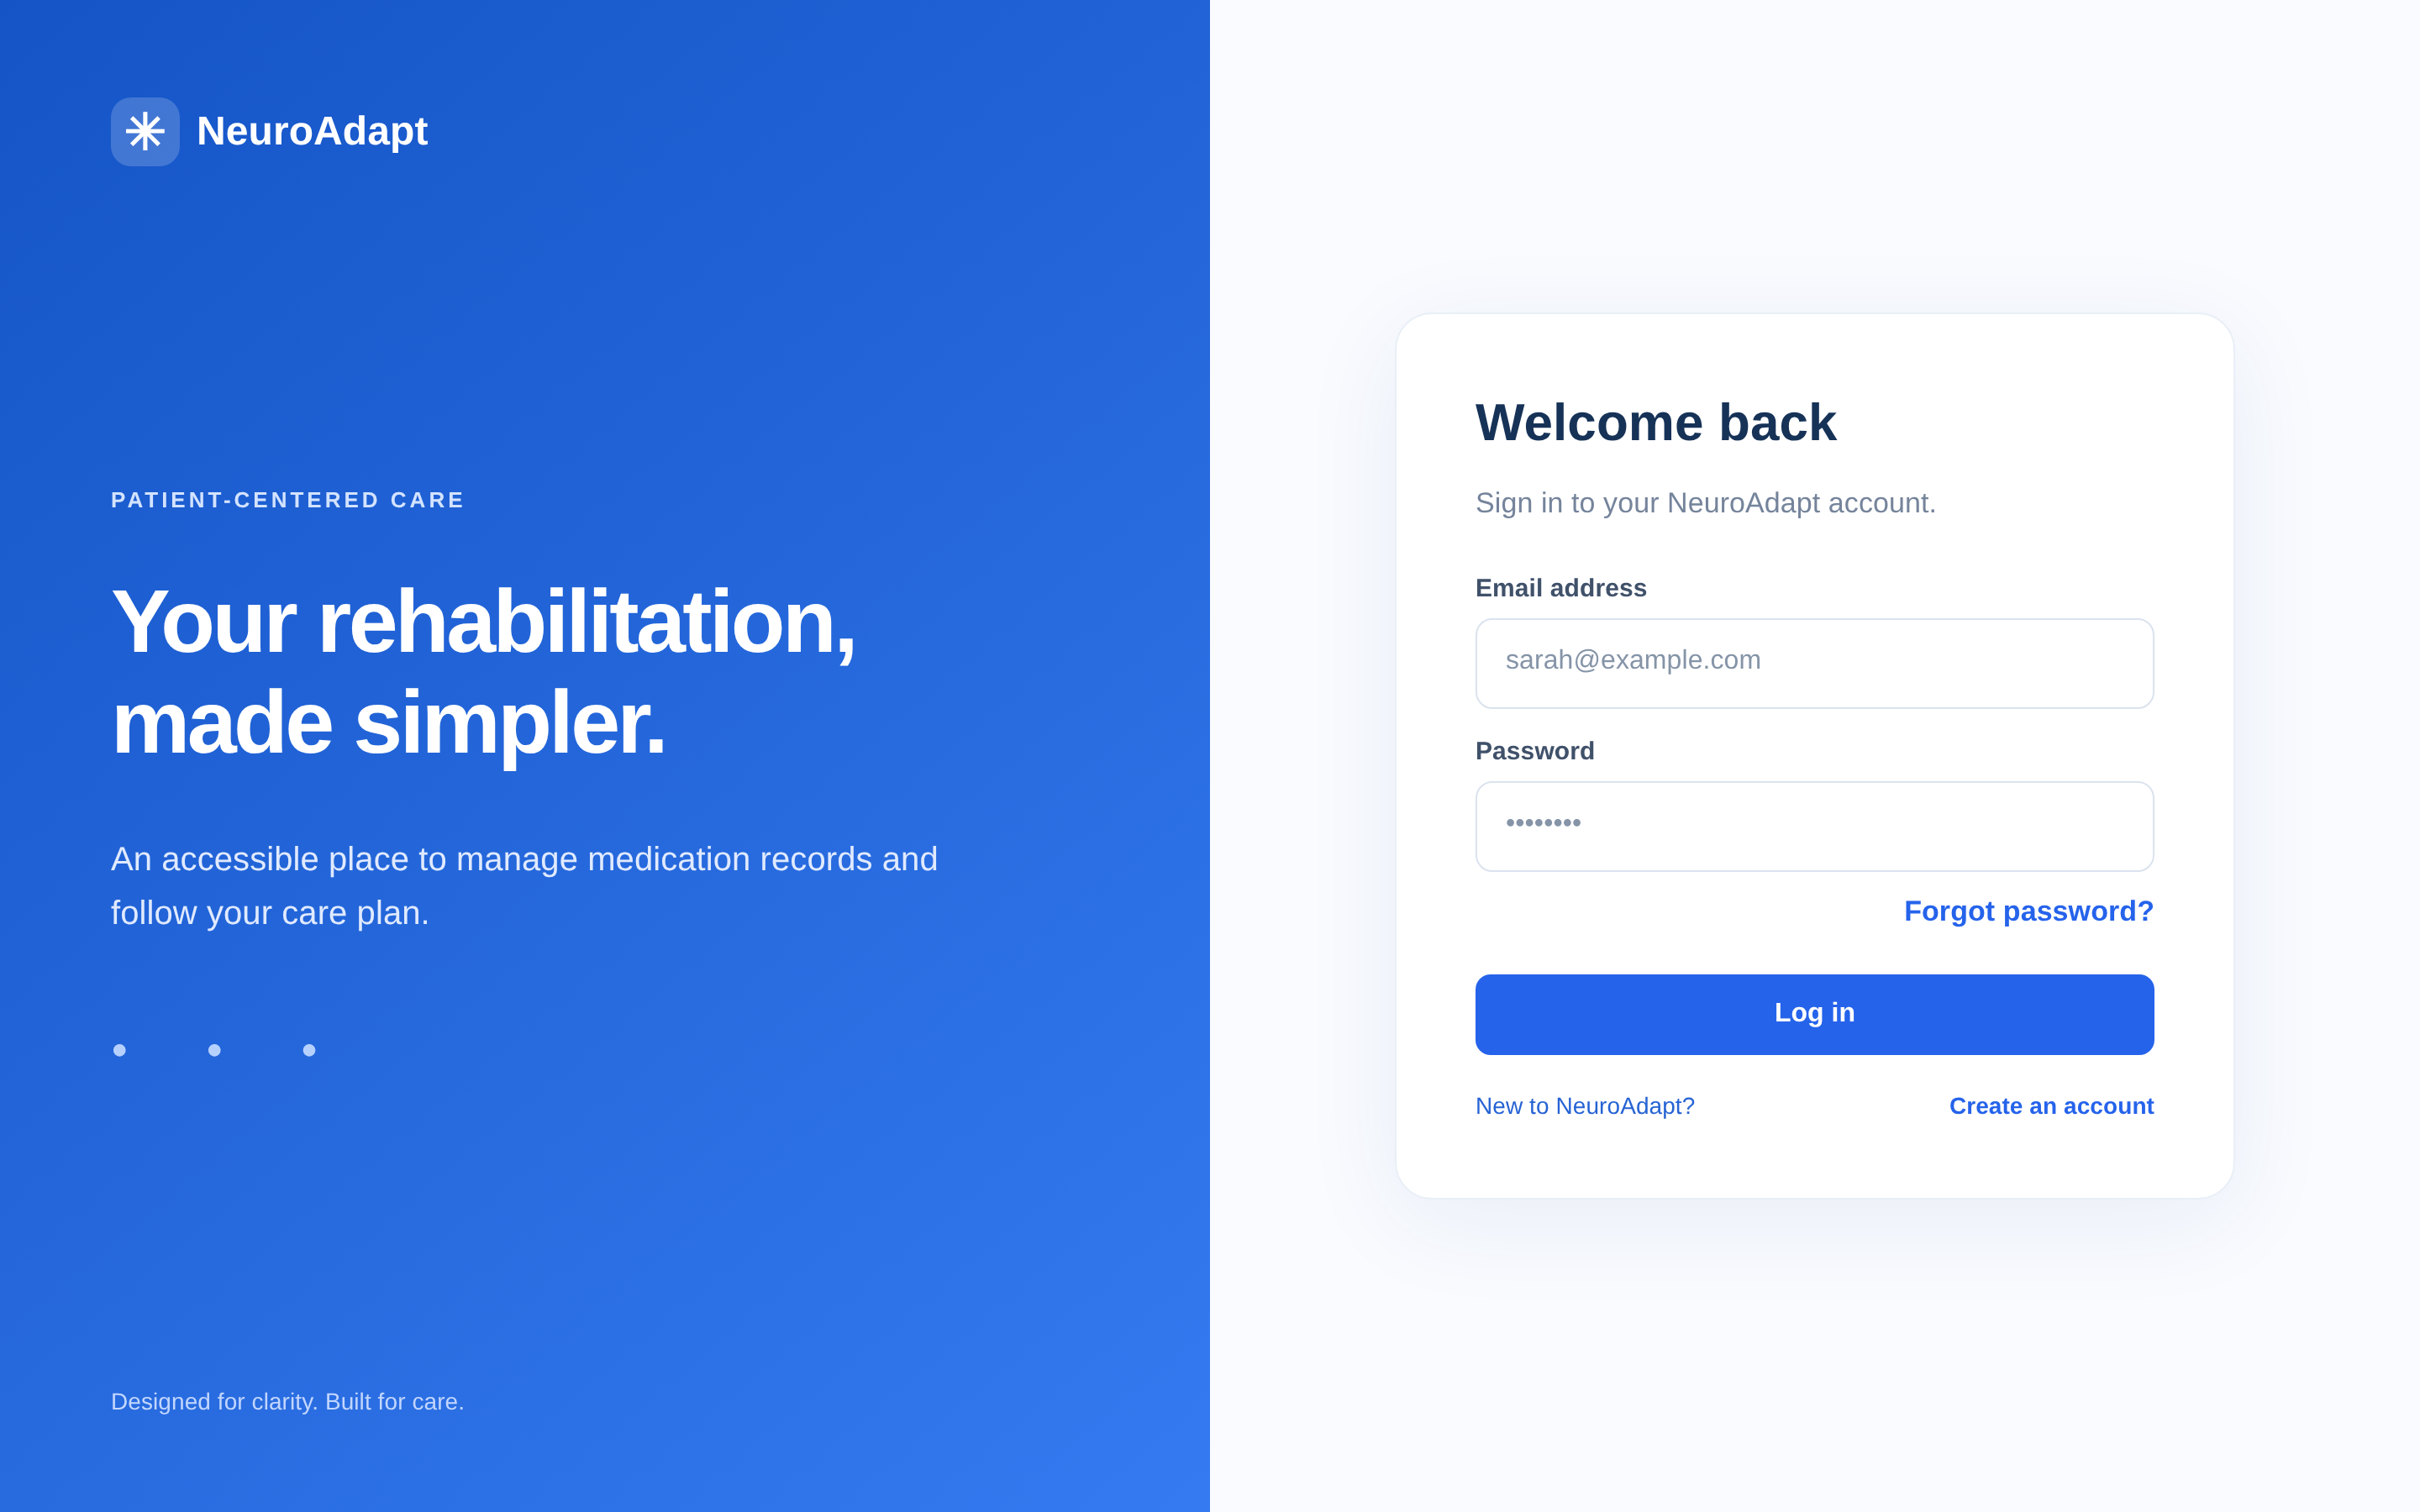 NeuroAdapt
PATIENT-CENTERED CARE
Your rehabilitation,
made simpler.
An accessible place to manage medication records and
follow your care plan.
Designed for clarity. Built for care.
Welcome back
Sign in to your NeuroAdapt account.
Email address
sarah@example.com
Password
••••••••
Forgot password?
Log in
New to NeuroAdapt? Create an account